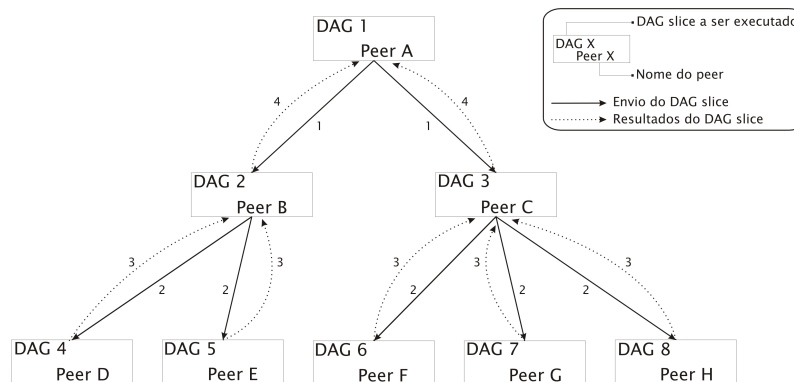 DAG 1
Peer A
DAG slice a ser executado
DAG X
Peer X
Nome do peer
Envio do DAG slice
Resultados do DAG slice
4
1
1
4
DAG 2
Peer B
DAG 3
Peer C
3
2
2
3
3
2
3
2
2
3
DAG 4
Peer D
DAG 5
Peer E
DAG 6
Peer F
DAG 7
Peer G
DAG 8
Peer H